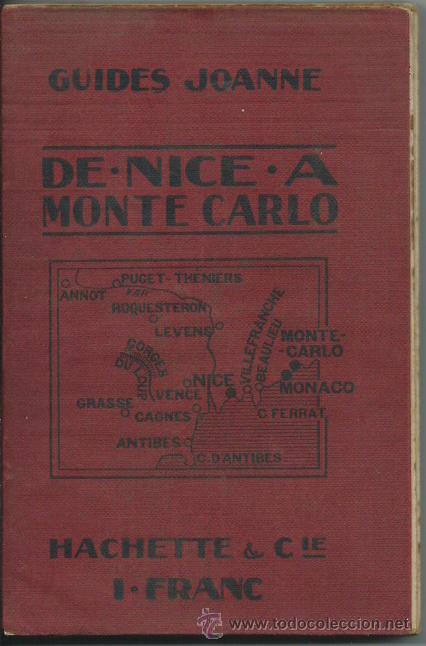 GUIDES JOANNE
DE·NICE·A
MONTE CARLO
PUGET-THENIERS
ANNOT
VAR
ROQUESTERON
LEVENS
GORGES
DU LOUP
VILLEFRANCHE
BEAULIEU
MONTE-
-CARLO
NICE
VENCE
MONACO
GRASSE
CAGNES
C. FERRAT
ANTIBES
C. D'ANTIBES
HACHETTE & CIE
1·FRANC
www.todocoleccion.net